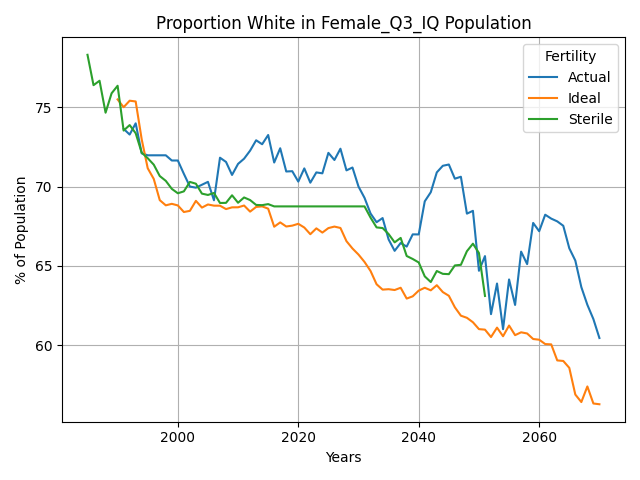 Proportion White in Female_Q3_IQ Population
Fertility
Actual
Ideal
Sterile
% of Population
75
70
65
60
2000
2020
2040
2060
Years